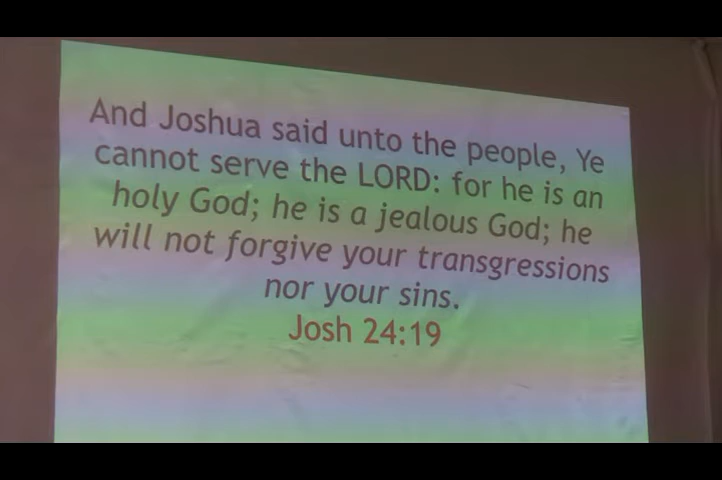 And Joshua said unto the people, Ye
cannot serve the LORD: for he is an
holy God; he is a jealous God; he
will not forgive your transgressions
nor your sins.
Josh 24:19